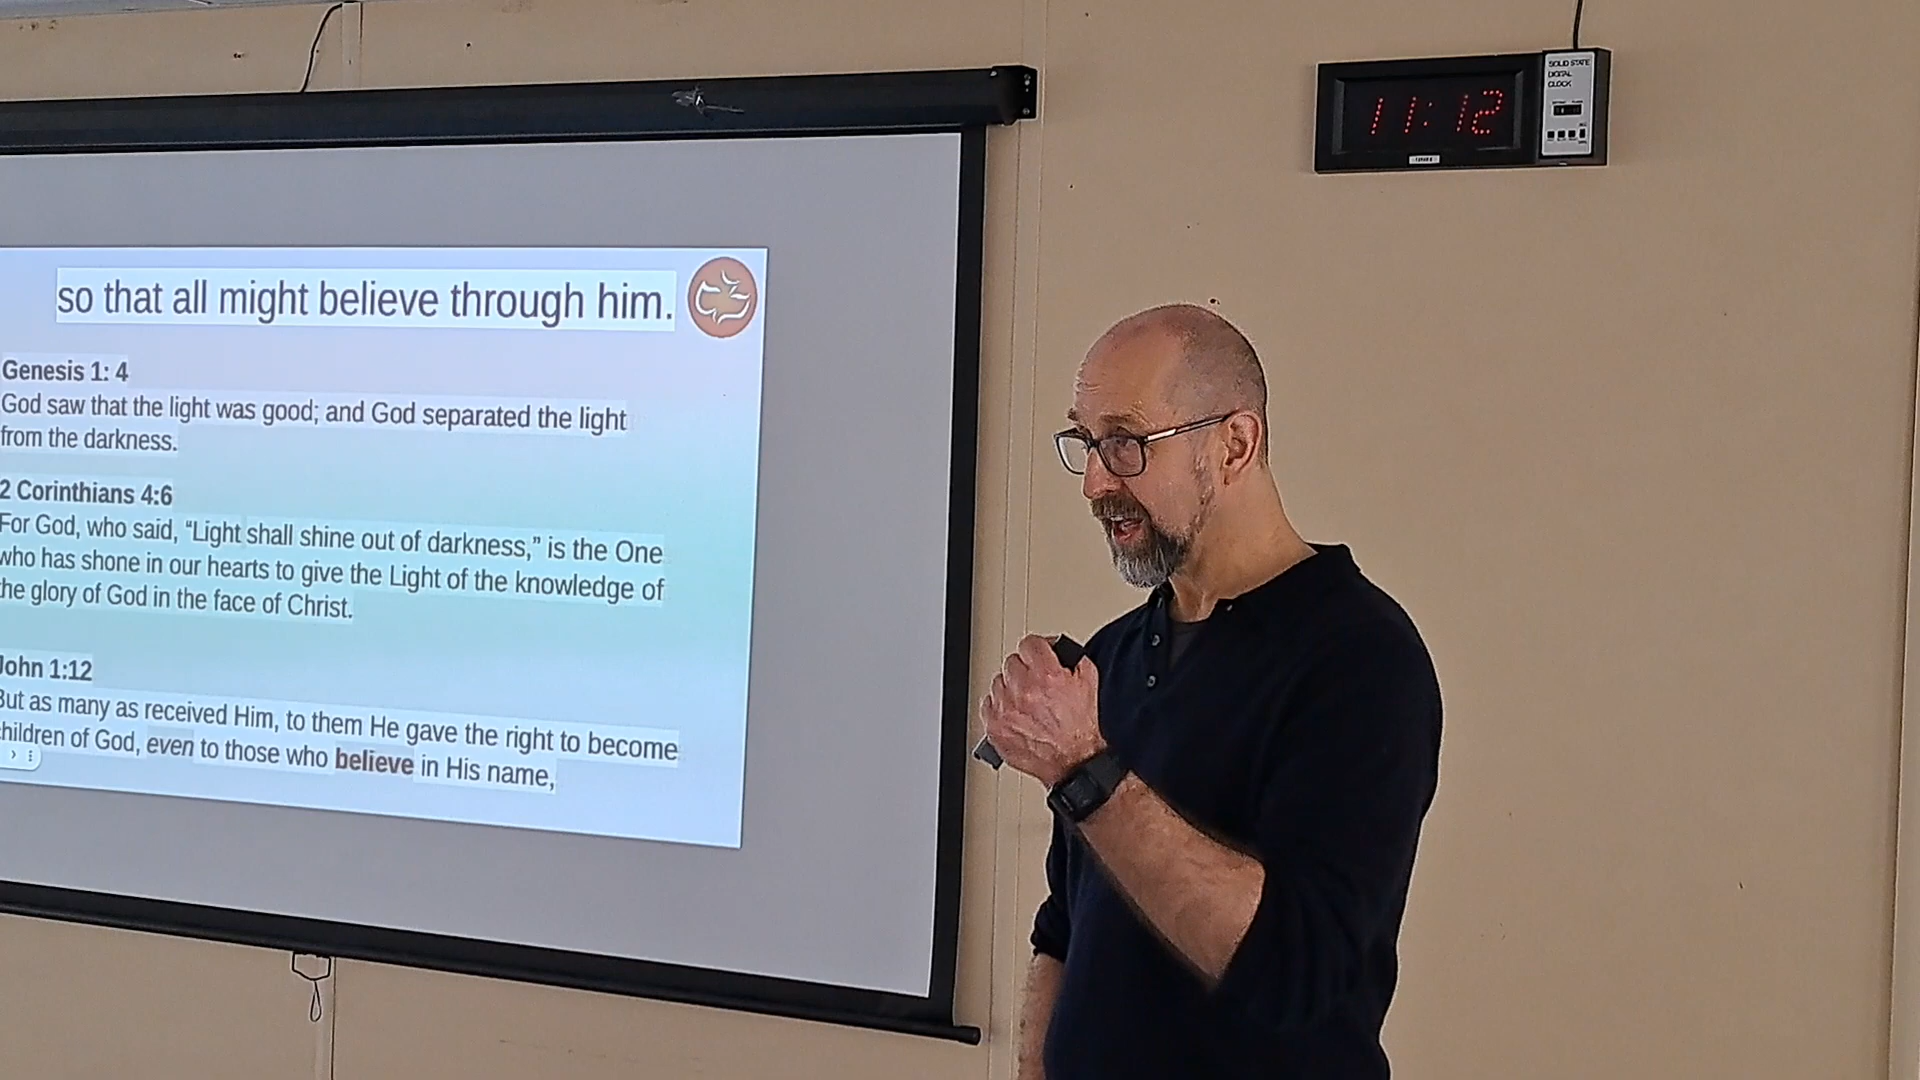 SOLID STATE
DIGITAL
CLOCK
11:12
so that all might believe through him.
Genesis 1: 4
God saw that the light was good; and God separated the light
from the darkness.
2 Corinthians 4:6
For God, who said, “Light shall shine out of darkness,” is the One
who has shone in our hearts to give the Light of the knowledge of
the glory of God in the face of Christ.
John 1:12
But as many as received Him, to them He gave the right to become
children of God, even to those who believe in His name,